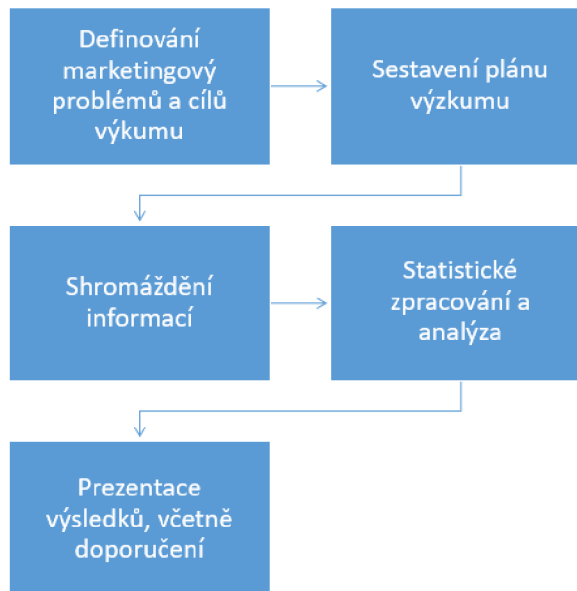 Definování
marketingový
problémů a cílů
výkumu
Sestavení plánu
výzkumu
Shromáždění
informací
Statistické
zpracování a
analýza
Prezentace
výsledků, včetně
doporučení